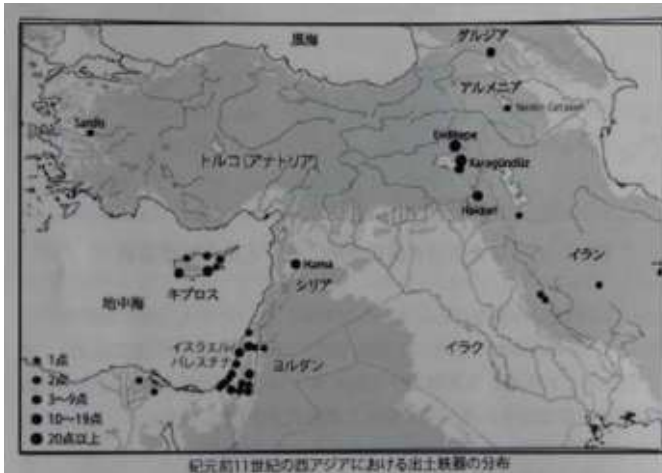 黒海
グルジア
アルメニア
Sardis
トルコ(アナトリア)
Karagündüz
Hakkari
イラン
Hama
シリア
キプロス
地中海
イスラエル/
パレスチナ
ヨルダン
イラク
1点
2点
3〜9点
10〜19点
20点以上
紀元前11世紀の西アジアにおける出土鉄器の分布